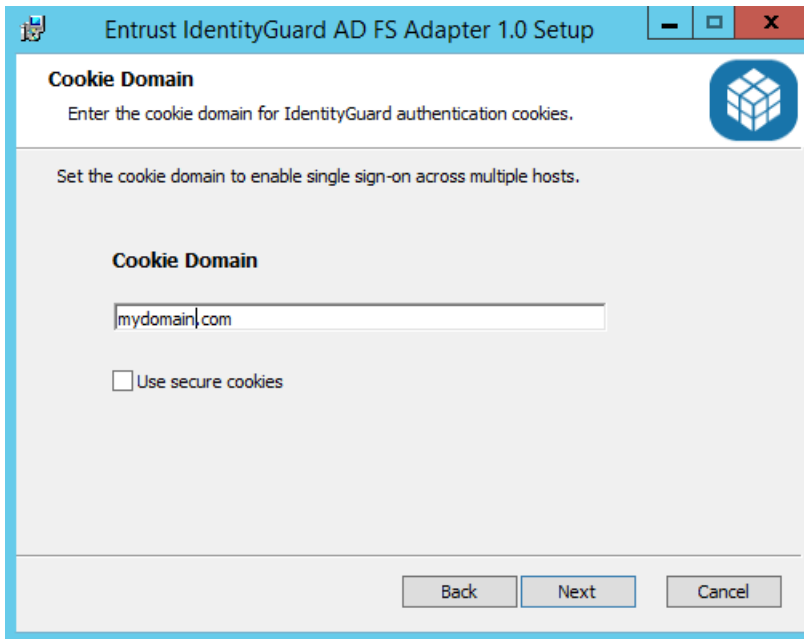 Entrust IdentityGuard AD FS Adapter 1.0 Setup
Cookie Domain
Enter the cookie domain for IdentityGuard authentication cookies.
Set the cookie domain to enable single sign-on across multiple hosts.
Cookie Domain
mydomain.com
Use secure cookies
Back Next Cancel